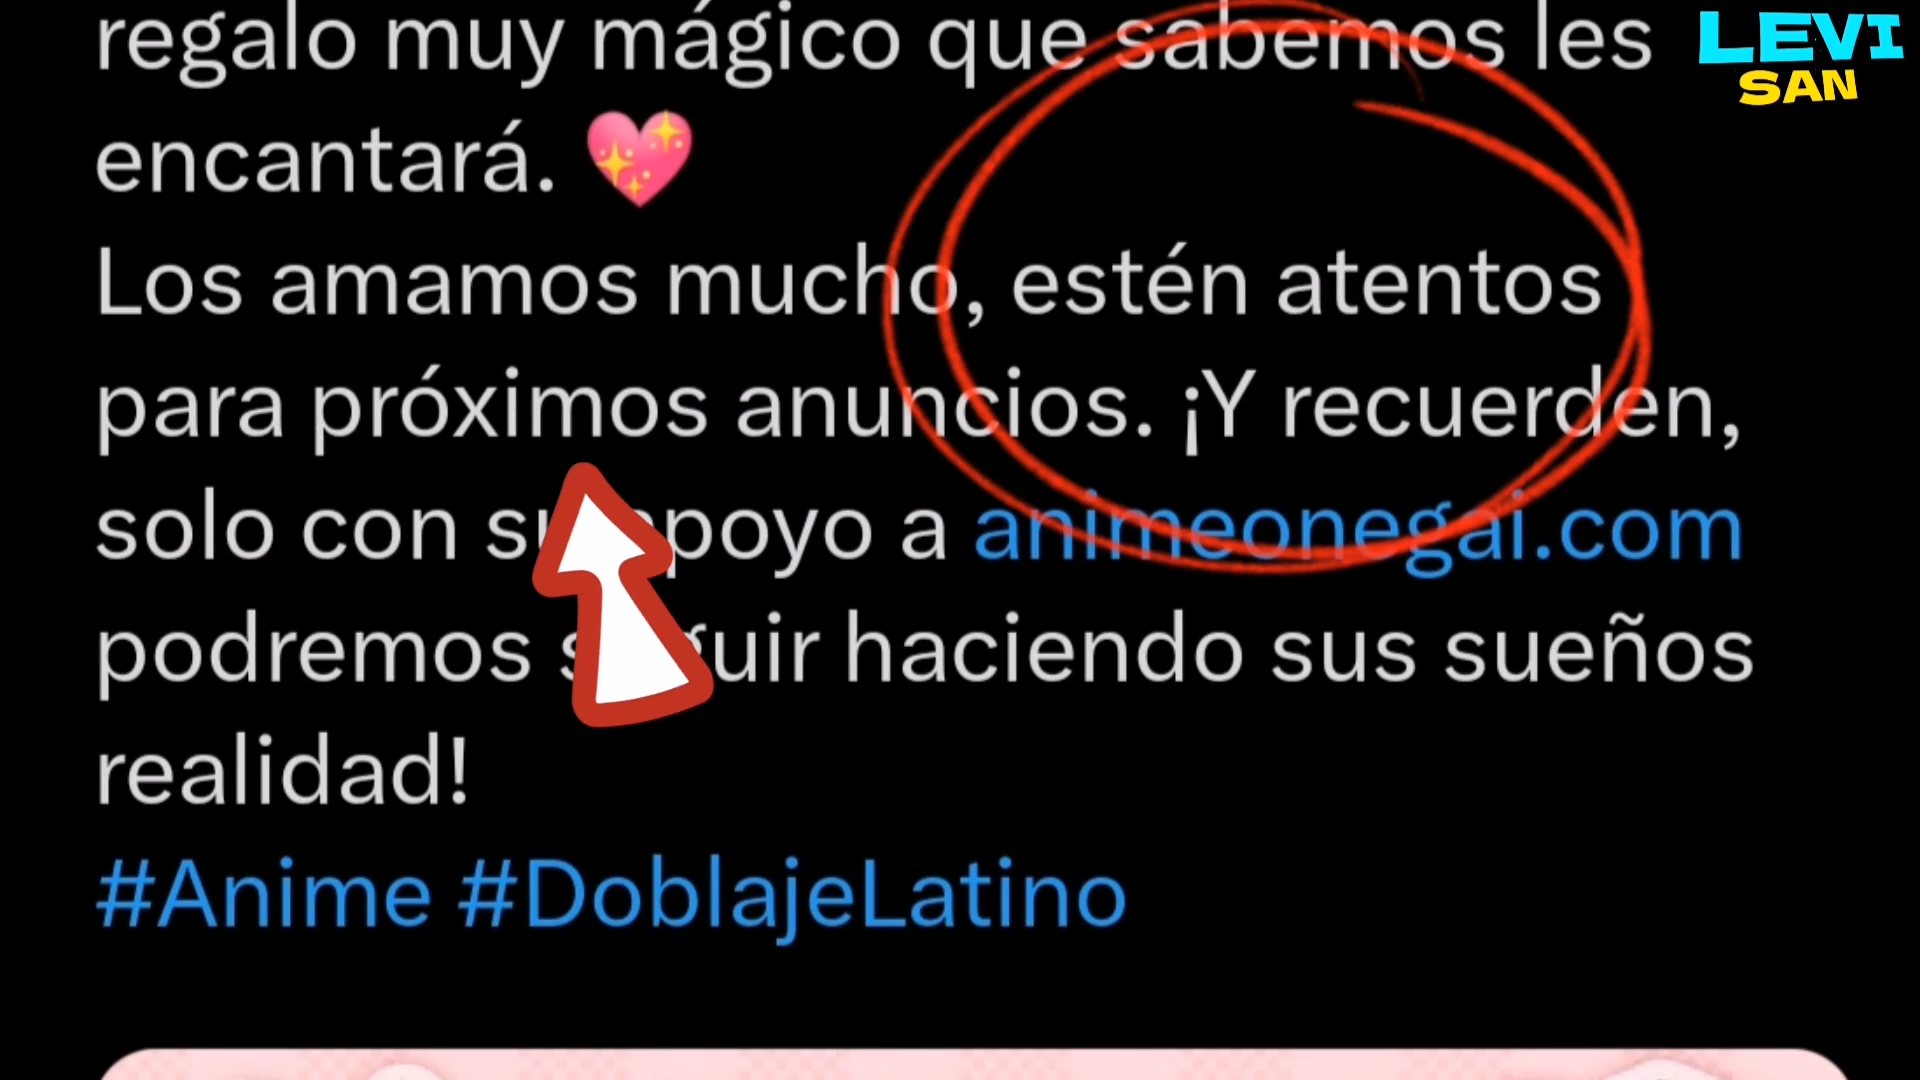 regalo muy mágico que sabemos les
encantará. 💖
Los amamos mucho, estén atentos
para próximos anuncios. ¡Y recuerden,
solo con su apoyo a animeonegai.com
podremos seguir haciendo sus sueños
realidad!
#Anime #DoblajeLatino
LEVI
SAN